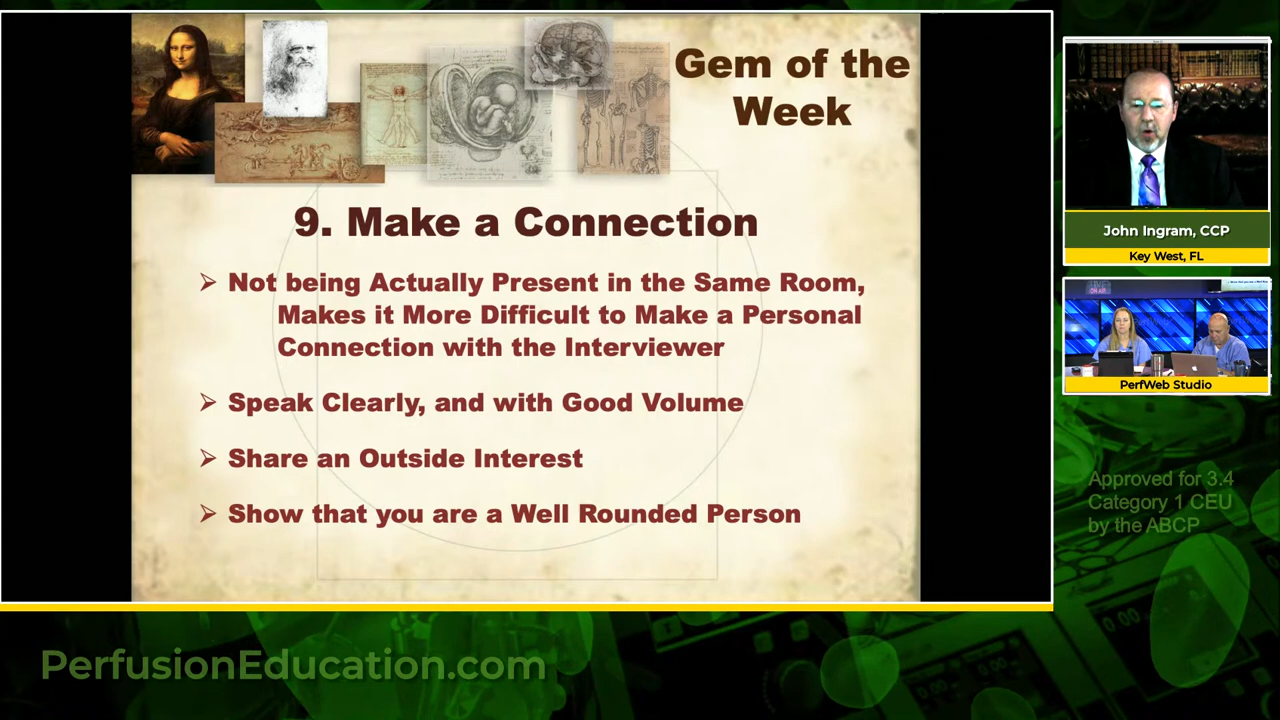 Gem of the
Week
9. Make a Connection
Not being Actually Present in the Same Room,
Makes it More Difficult to Make a Personal
Connection with the Interviewer
Speak Clearly, and with Good Volume
Share an Outside Interest
Show that you are a Well Rounded Person
John Ingram, CCP
Key West, FL
PerfWeb Studio
Approved for 3.4
Category 1 CEU
by the ABCP
PerfusionEducation.com